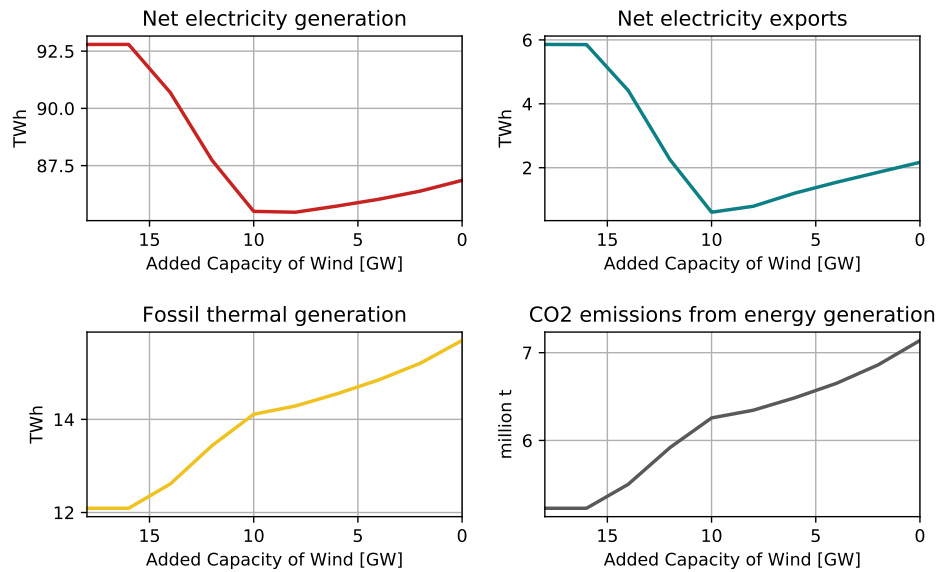 Net electricity generation
92.5
90.0
87.5
TWh
15 10 5 0
Added Capacity of Wind [GW]
Net electricity exports
6
4
2
TWh
15 10 5 0
Added Capacity of Wind [GW]
Fossil thermal generation
14
12
TWh
15 10 5 0
Added Capacity of Wind [GW]
CO2 emissions from energy generation
7
6
million t
15 10 5 0
Added Capacity of Wind [GW]